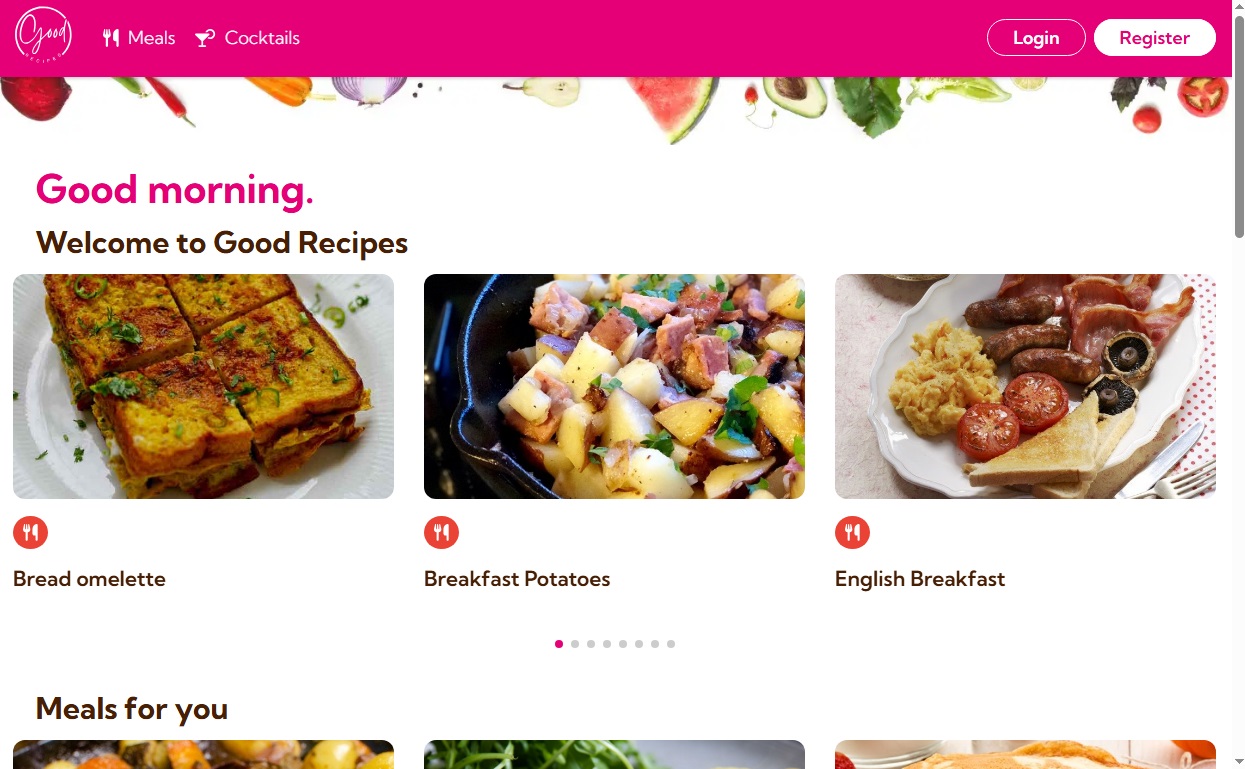 Good
RECIPES
Meals
Cocktails
Login
Register
Good morning.
Welcome to Good Recipes
Bread omelette
Breakfast Potatoes
English Breakfast
Meals for you